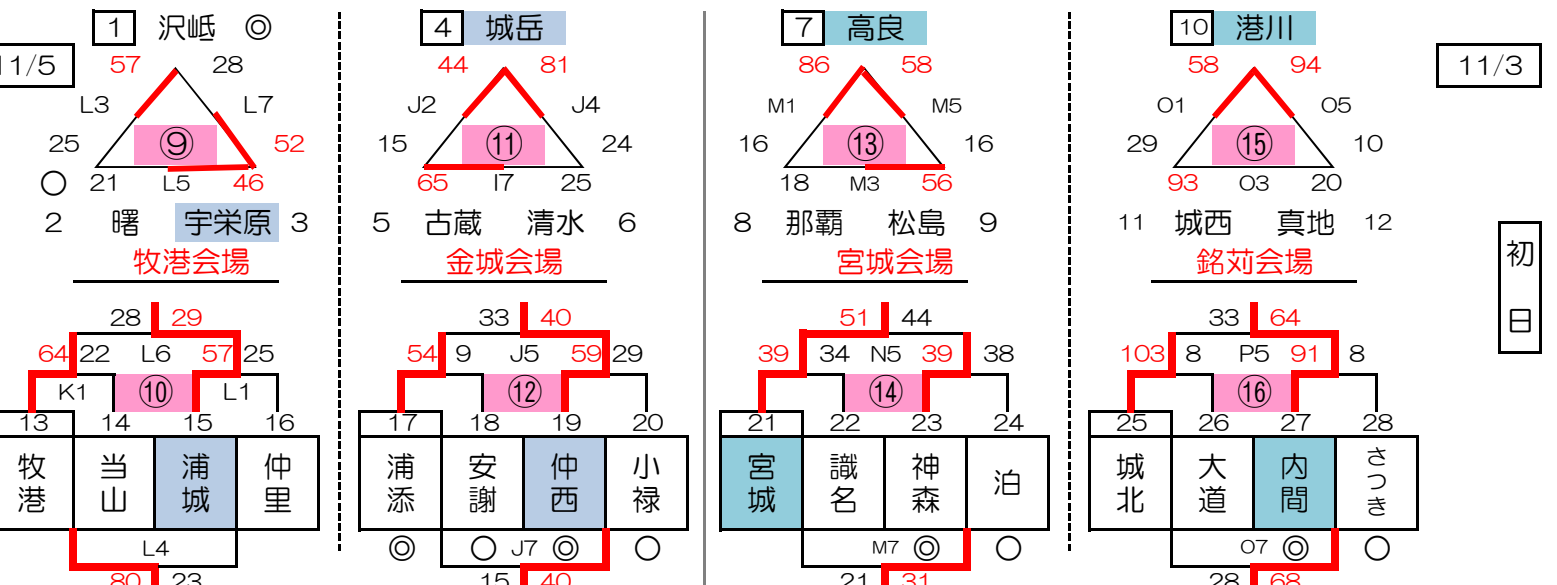 1 沢岻 ◎ 4 城岳 7 高良 10 港川
11/5 57 28 44 81 86 58 58 94 11/3
L3 L7 J2 J4 M1 M5 O1 O5
25 ⑨ 52 15 ⑪ 24 16 ⑬ 16 29 ⑮ 10
○ 21 L5 46 65 I7 25 18 M3 56 93 O3 20
2 曙 宇栄原 3 5 古蔵 清水 6 8 那覇 松島 9 11 城西 真地 12
牧港会場 金城会場 宮城会場 銘苅会場
初日
28 29 33 40 51 44 33 64
64 22 L6 57 25 54 9 J5 59 29 39 34 N5 39 38 103 8 P5 91 8
K1 ⑩ L1 ⑫ ⑭ ⑯
13 14 15 16 17 18 19 20 21 22 23 24 25 26 27 28
牧港 当山 浦城 仲里 浦添 安謝 仲西 小禄 宮城 識名 神森 泊 城北 大道 内間 さつき
L4 ◎ ○ J7 ◎ ○ M7 ◎ ○ O7 ◎ ○
80 23 15 40 21 31 28 68